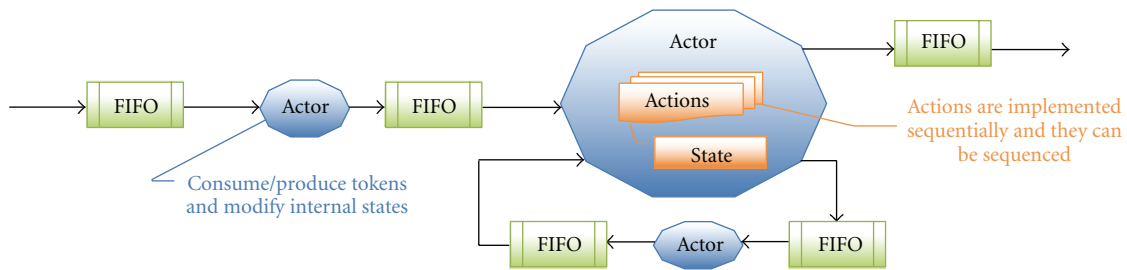 Actor
FIFO
FIFO
Actor
FIFO
Actions
Actions are implemented
sequentially and they can
be sequenced
State
Consume/produce tokens
and modify internal states
FIFO
Actor
FIFO